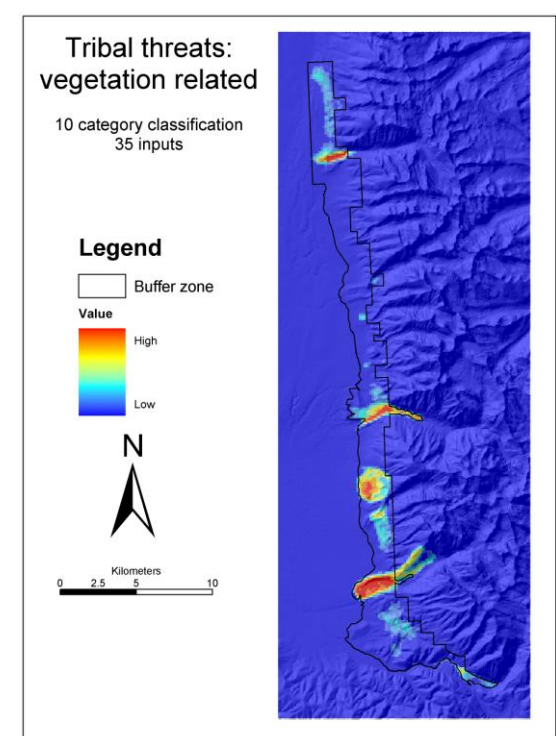 Tribal threats:
vegetation related
10 category classification
35 inputs
Legend
Buffer zone
Value
High
Low
N
Kilometers
0 2.5 5 10